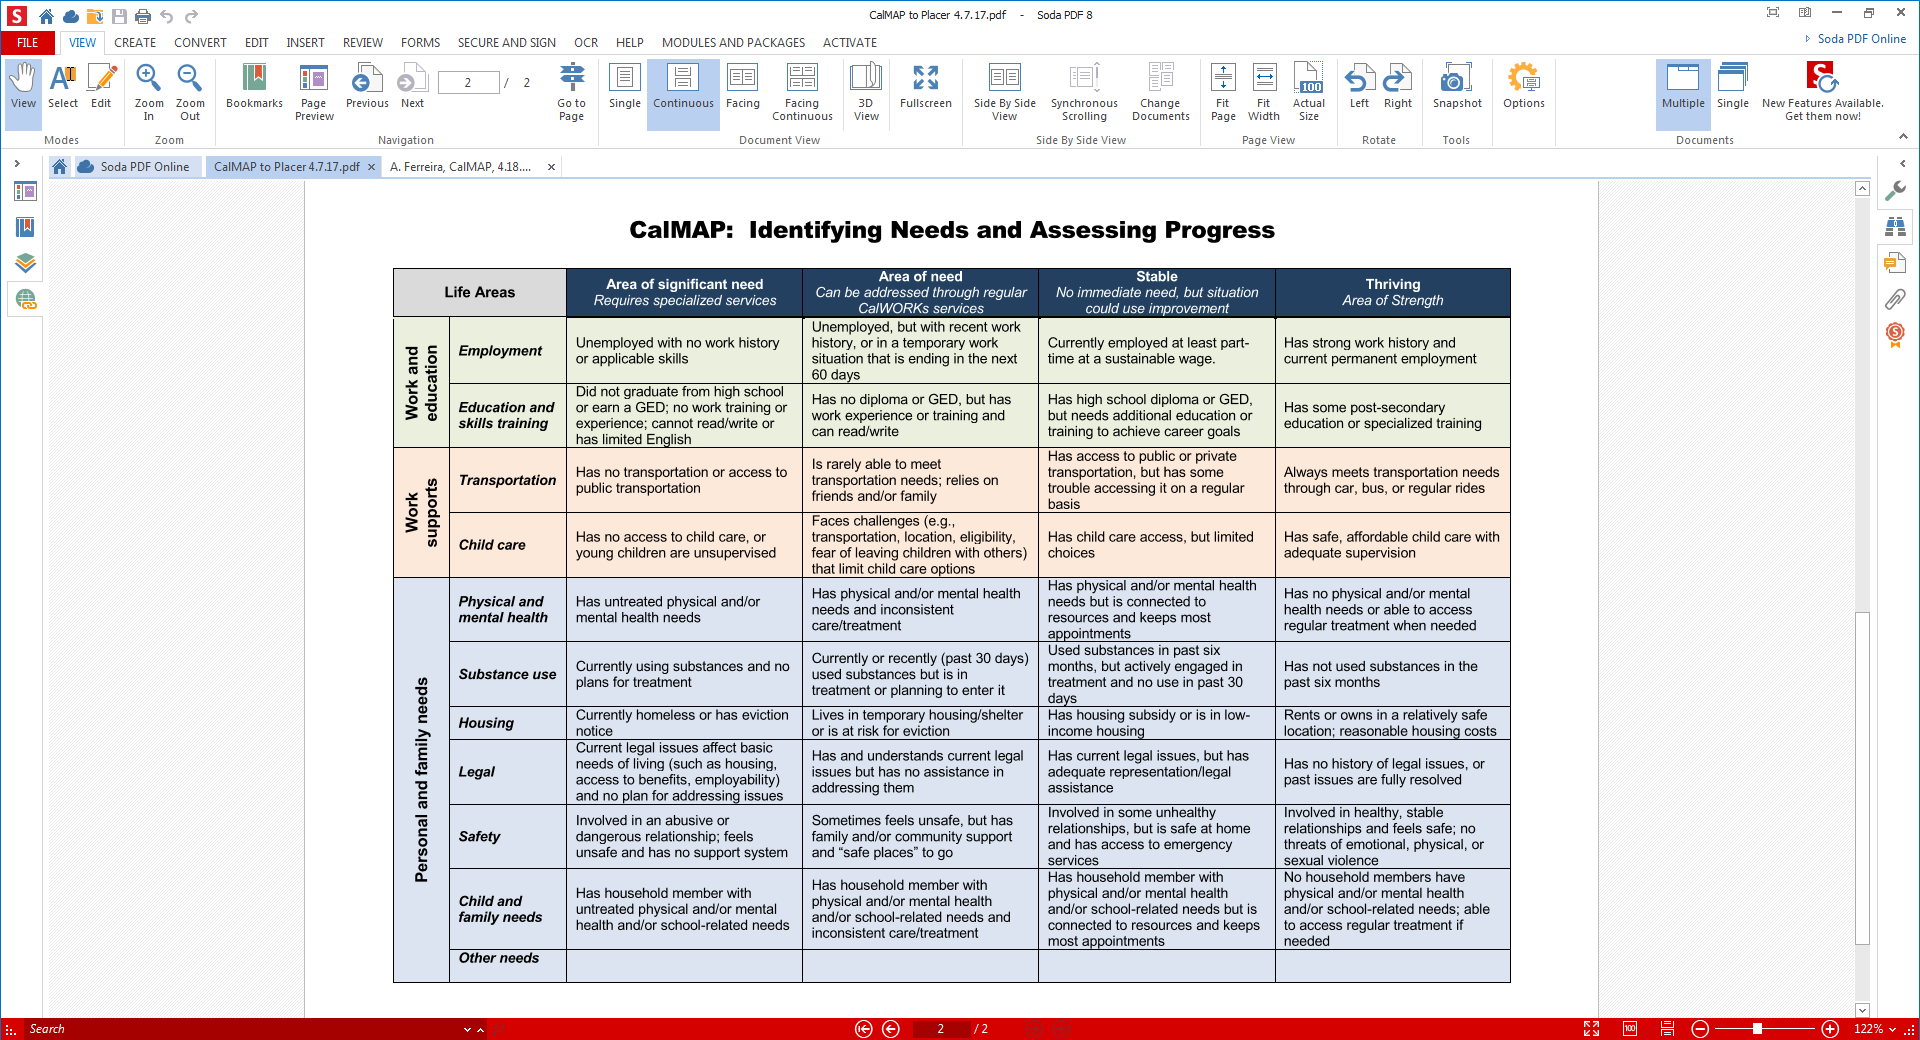 CalMAP to Placer 4.7.17.pdf - Soda PDF 8
FILE VIEW CREATE CONVERT EDIT INSERT REVIEW FORMS SECURE AND SIGN OCR HELP MODULES AND PACKAGES ACTIVATE Soda PDF Online
View Select Edit
Modes
Zoom In
Zoom Out
Zoom
Bookmarks
Page Preview
Previous
Next
2 / 2
Go to Page
Navigation
Single
Continuous
Facing
Facing Continuous
3D View
Fullscreen
Document View
Side By Side View
Synchronous Scrolling
Change Documents
Side By Side View
Fit Page
Fit Width
100
Actual Size
Page View
Left
Right
Rotate
Snapshot
Tools
Options
Multiple
Single
New Features Available.
Get them now!
Documents
Soda PDF Online
CalMAP to Placer 4.7.17.pdf
A. Ferreira, CalMAP, 4.18....
CalMAP: Identifying Needs and Assessing Progress
Life Areas
Area of significant need
Requires specialized services
Area of need
Can be addressed through regular
CalWORKs services
Stable
No immediate need, but situation
could use improvement
Thriving
Area of Strength
Work and
education
Employment
Unemployed with no work history
or applicable skills
Unemployed, but with recent work
history, or in a temporary work
situation that is ending in the next
60 days
Currently employed at least part-
time at a sustainable wage.
Has strong work history and
current permanent employment
Education and
skills training
Did not graduate from high school
or earn a GED; no work training or
experience; cannot read/write or
has limited English
Has no diploma or GED, but has
work experience or training and
can read/write
Has high school diploma or GED,
but needs additional education or
training to achieve career goals
Has some post-secondary
education or specialized training
Work
supports
Transportation
Has no transportation or access to
public transportation
Is rarely able to meet
transportation needs; relies on
friends and/or family
Has access to public or private
transportation, but has some
trouble accessing it on a regular
basis
Always meets transportation needs
through car, bus, or regular rides
Child care
Has no access to child care, or
young children are unsupervised
Faces challenges (e.g.,
transportation, location, eligibility,
fear of leaving children with others)
that limit child care options
Has child care access, but limited
choices
Has safe, affordable child care with
adequate supervision
Personal and family needs
Physical and
mental health
Has untreated physical and/or
mental health needs
Has physical and/or mental health
needs and inconsistent
care/treatment
Has physical and/or mental health
needs but is connected to
resources and keeps most
appointments
Has no physical and/or mental
health needs or able to access
regular treatment when needed
Substance use
Currently using substances and no
plans for treatment
Currently or recently (past 30 days)
used substances but is in
treatment or planning to enter it
Used substances in past six
months, but actively engaged in
treatment and no use in past 30
days
Has not used substances in the
past six months
Housing
Currently homeless or has eviction
notice
Lives in temporary housing/shelter
or is at risk for eviction
Has housing subsidy or is in low-
income housing
Rents or owns in a relatively safe
location; reasonable housing costs
Legal
Current legal issues affect basic
needs of living (such as housing,
access to benefits, employability)
and no plan for addressing issues
Has and understands current legal
issues but has no assistance in
addressing them
Has current legal issues, but has
adequate representation/legal
assistance
Has no history of legal issues, or
past issues are fully resolved
Safety
Involved in an abusive or
dangerous relationship; feels
unsafe and has no support system
Sometimes feels unsafe, but has
family and/or community support
and “safe places” to go
Involved in some unhealthy
relationships, but is safe at home
and has access to emergency
services
Involved in healthy, stable
relationships and feels safe; no
threats of emotional, physical, or
sexual violence
Child and
family needs
Has household member with
untreated physical and/or mental
health and/or school-related needs
Has household member with
physical and/or mental health
and/or school-related needs and
inconsistent care/treatment
Has household member with
physical and/or mental health
and/or school-related needs but is
connected to resources and keeps
most appointments
No household members have
physical and/or mental health
and/or school-related needs; able
to access regular treatment if
needed
Other needs
Search
2 / 2
100
122%